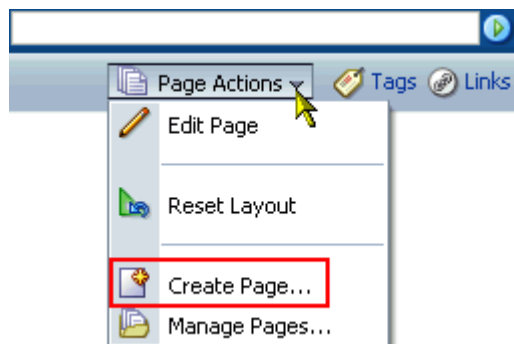 Page Actions Tags Links
Edit Page
Reset Layout
Create Page...
Manage Pages...